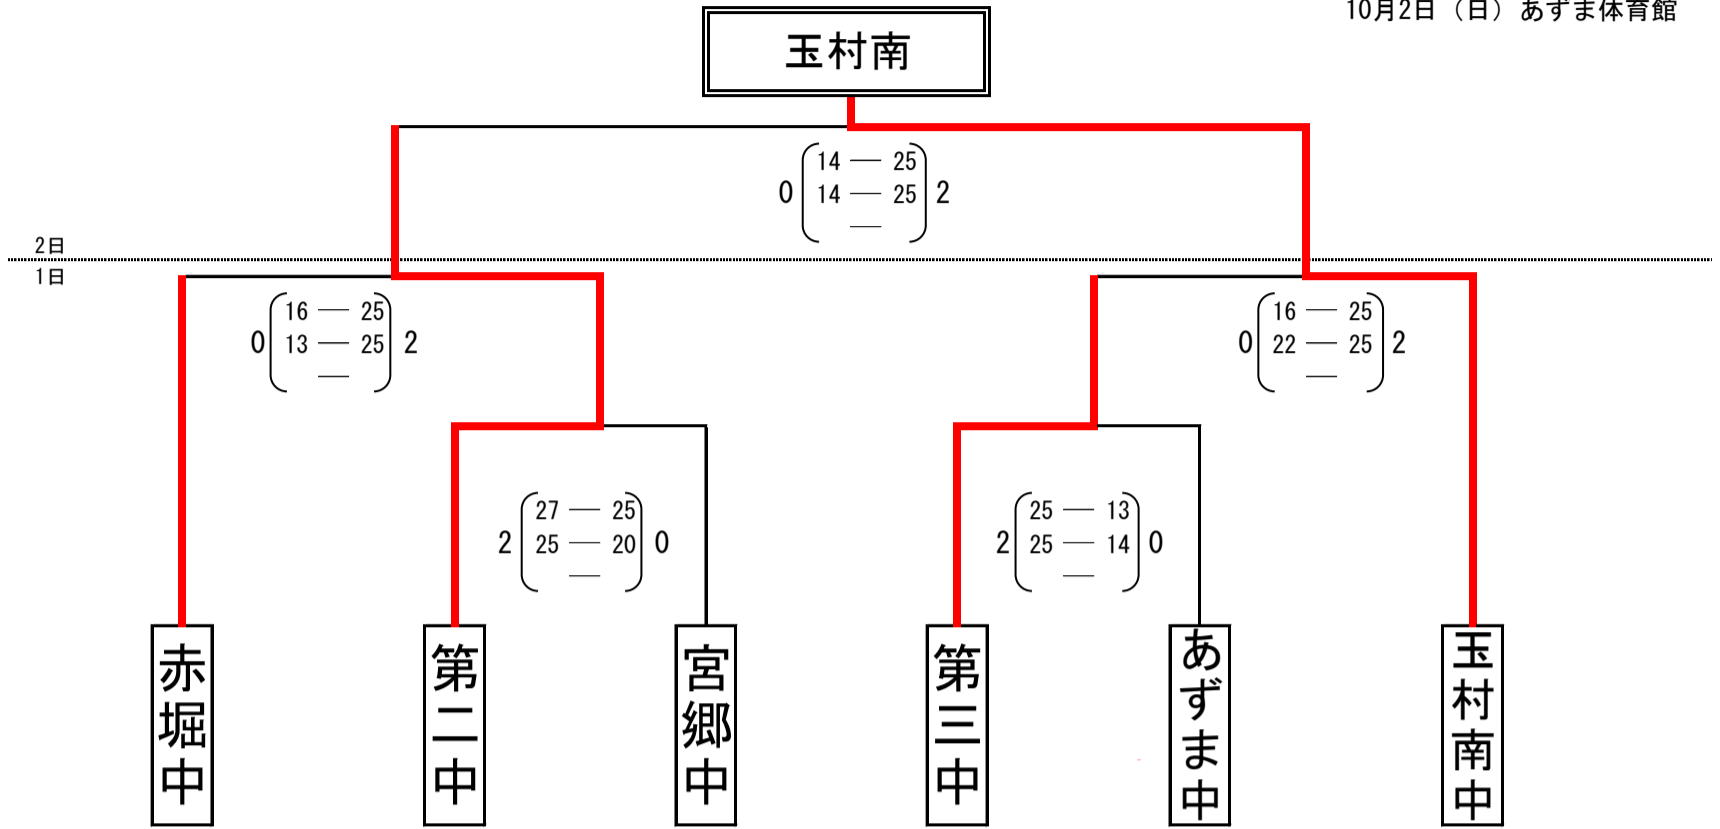 10月2日（日）あずま体育館
玉村南
14 — 25
0 14 — 25 2
—
2日
1日
16 — 25
0 13 — 25 2
—
16 — 25
0 22 — 25 2
—
27 — 25
2 25 — 20 0
—
25 — 13
2 25 — 14 0
—
赤堀中
第二中
宮郷中
第三中
あずま中
玉村南中